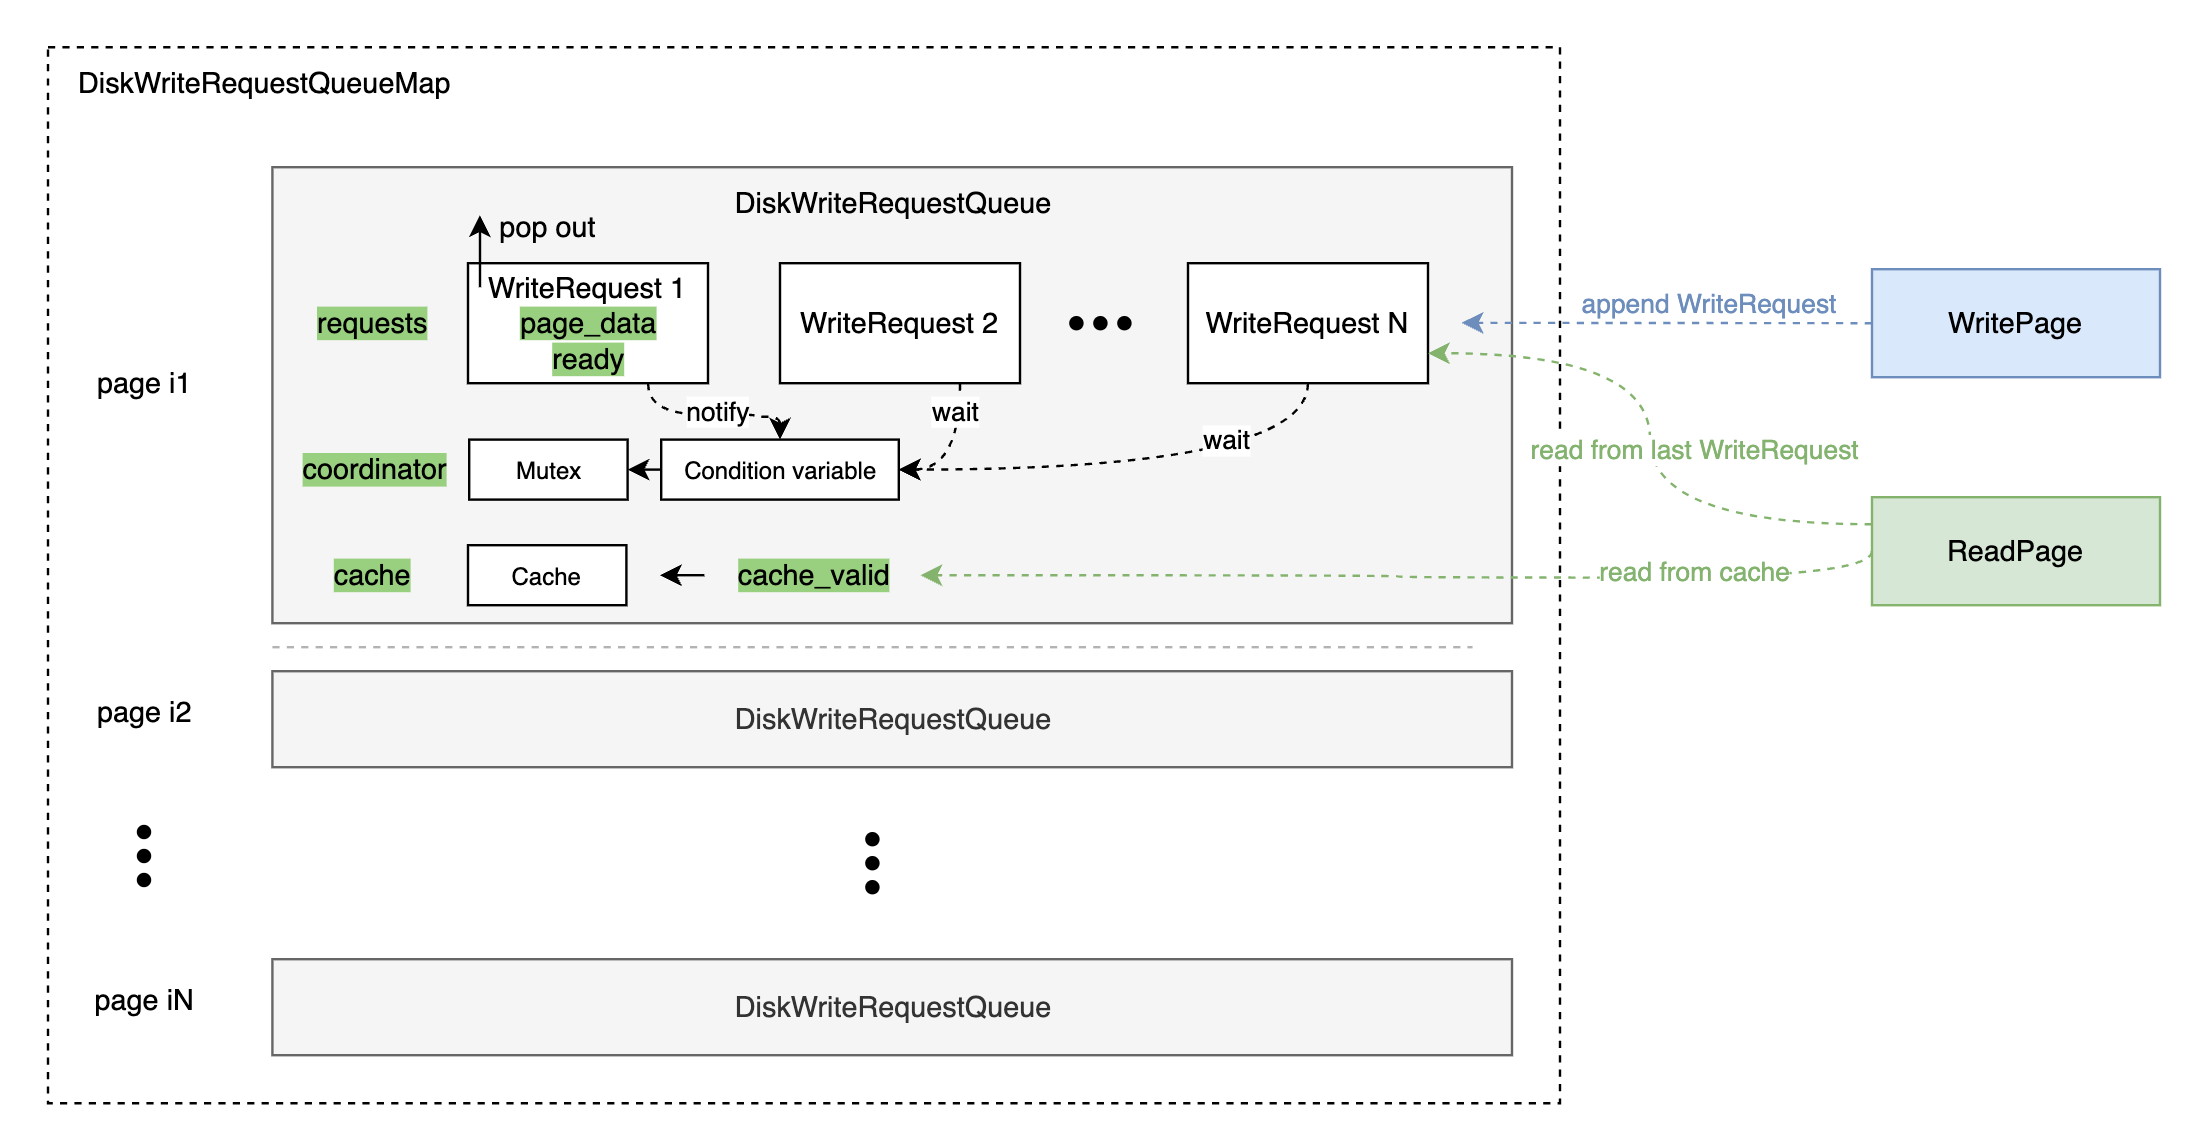 DiskWriteRequestQueueMap
DiskWriteRequestQueue
pop out
requests
WriteRequest 1
page_data
ready
WriteRequest 2
WriteRequest N
append WriteRequest
WritePage
page i1
notify
wait
wait
read from last WriteRequest
coordinator
Mutex
Condition variable
ReadPage
cache
Cache
cache_valid
read from cache
page i2
DiskWriteRequestQueue
page iN
DiskWriteRequestQueue